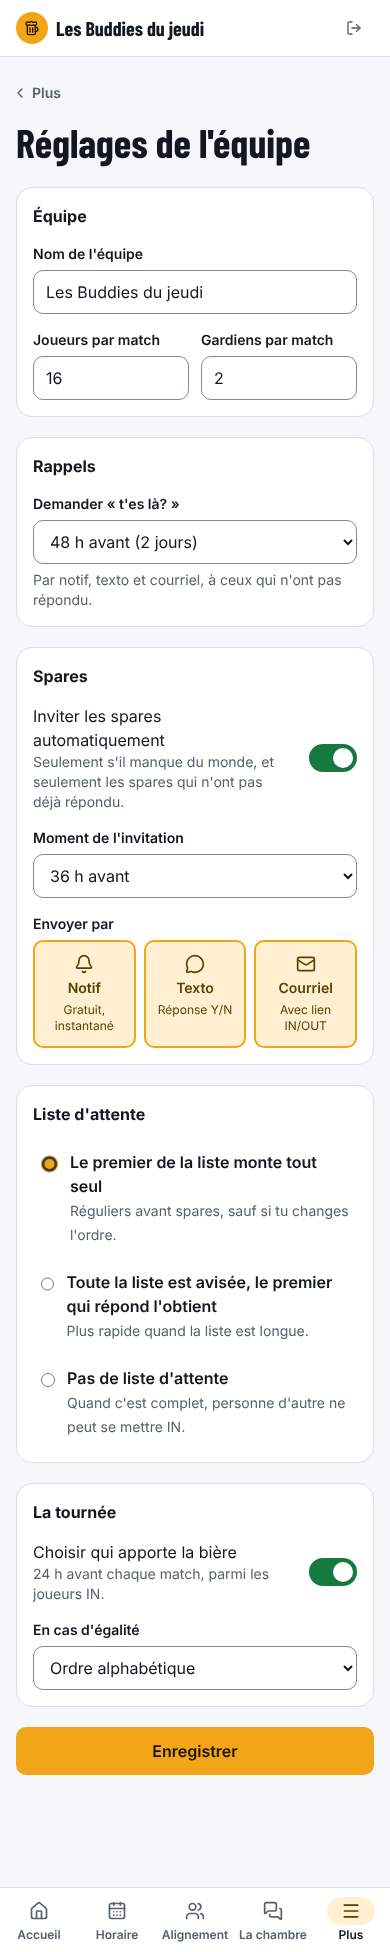 Les Buddies du jeudi
Plus
Réglages de l'équipe
Équipe
Nom de l'équipe
Les Buddies du jeudi
Joueurs par match
Gardiens par match
16
2
Rappels
Demander « t'es là? »
48 h avant (2 jours)
Par notif, texto et courriel, à ceux qui n'ont pas
répondu.
Spares
Inviter les spares
automatiquement
Seulement s'il manque du monde, et
seulement les spares qui n'ont pas
déjà répondu.
Moment de l'invitation
36 h avant
Envoyer par
Notif
Gratuit,
instantané
Texto
Réponse Y/N
Courriel
Avec lien
IN/OUT
Liste d'attente
Le premier de la liste monte tout
seul
Réguliers avant spares, sauf si tu changes
l'ordre.
Toute la liste est avisée, le premier
qui répond l'obtient
Plus rapide quand la liste est longue.
Pas de liste d'attente
Quand c'est complet, personne d'autre ne
peut se mettre IN.
La tournée
Choisir qui apporte la bière
24 h avant chaque match, parmi les
joueurs IN.
En cas d'égalité
Ordre alphabétique
Enregistrer
Accueil
Horaire
Alignement
La chambre
Plus